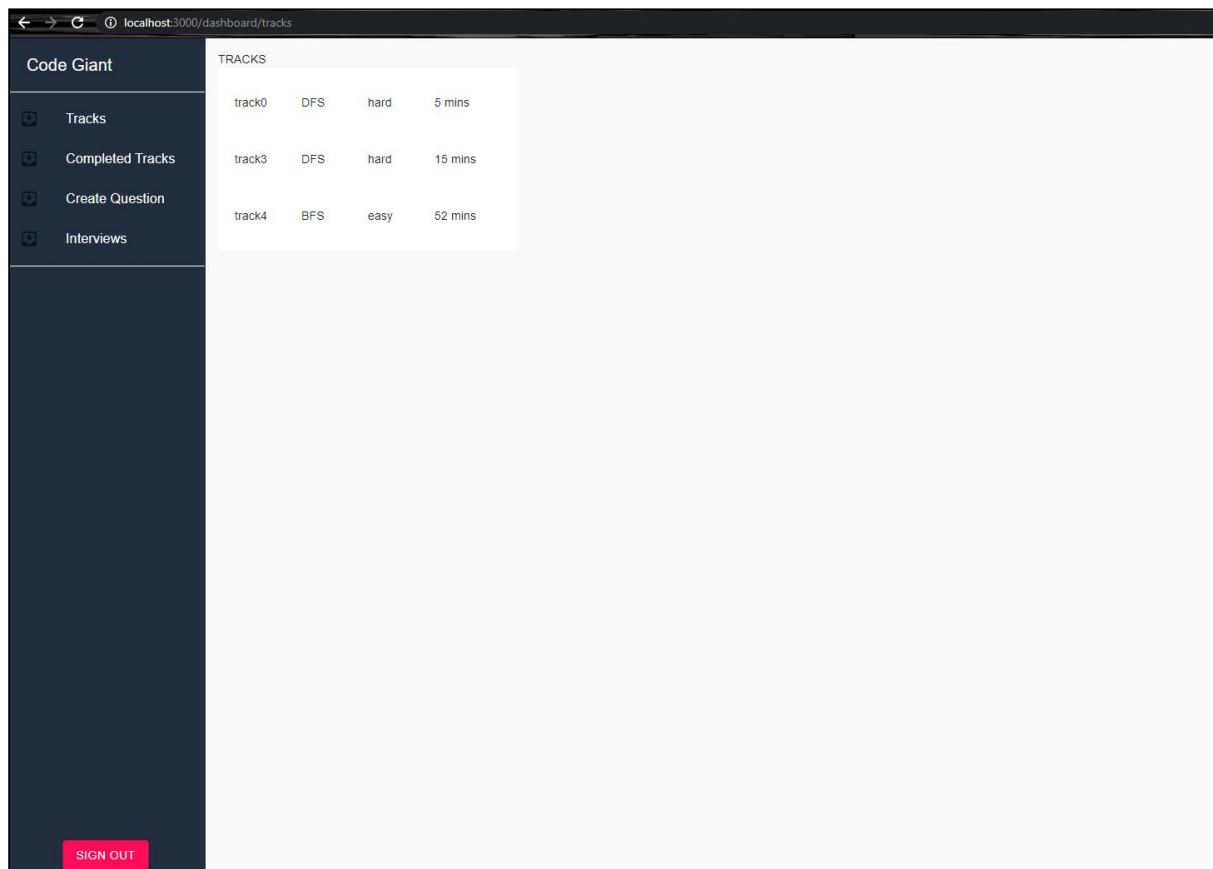 localhost:3000/dashboard/tracks
Code Giant
Tracks
Completed Tracks
Create Question
Interviews
SIGN OUT
TRACKS
track0 DFS hard 5 mins
track3 DFS hard 15 mins
track4 BFS easy 52 mins